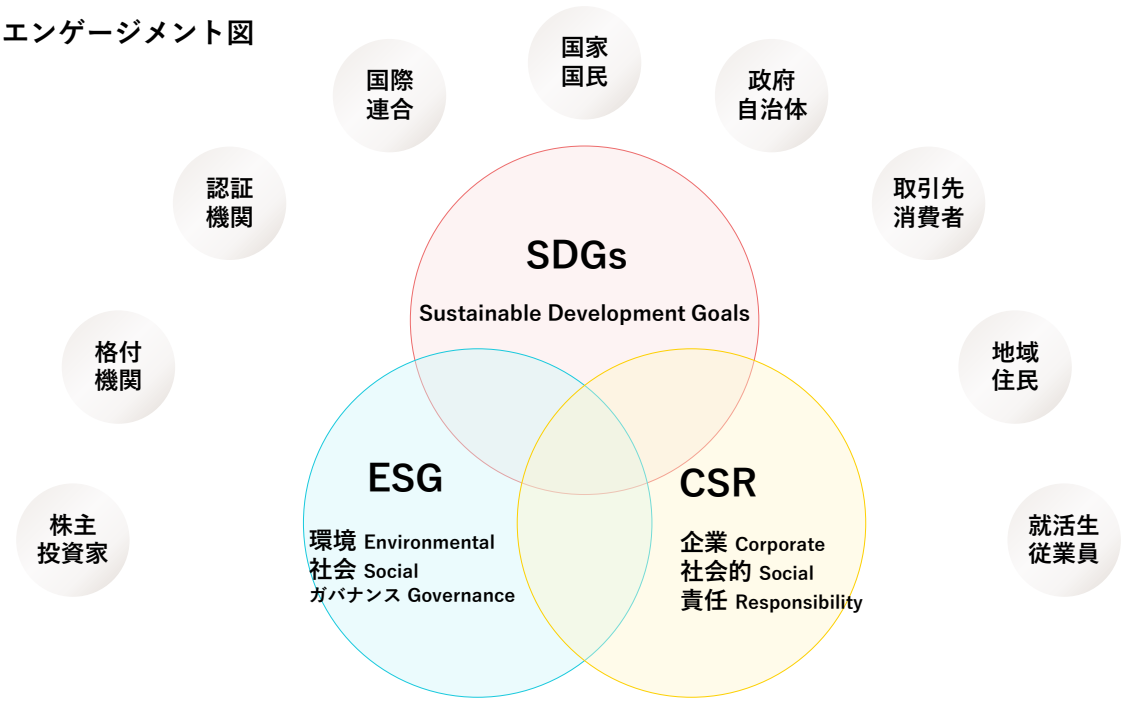 エンゲージメント図
国家
国民
国際
連合
政府
自治体
認証
機関
取引先
消費者
格付
機関
地域
住民
株主
投資家
就活生
従業員
SDGs
Sustainable Development Goals
ESG
環境 Environmental
社会 Social
ガバナンス Governance
CSR
企業 Corporate
社会的 Social
責任 Responsibility